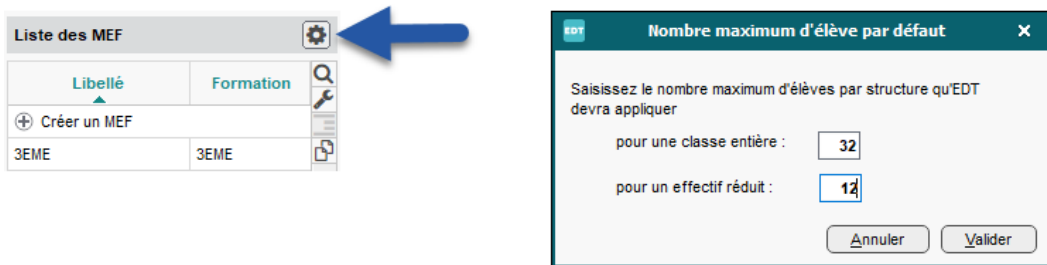 Liste des MEF
Libellé Formation
Créer un MEF
3EME 3EME
EDT Nombre maximum d'élève par défaut
Saisissez le nombre maximum d'élèves par structure qu'EDT
devra appliquer
pour une classe entière : 32
pour un effectif réduit : 12
Annuler Valider